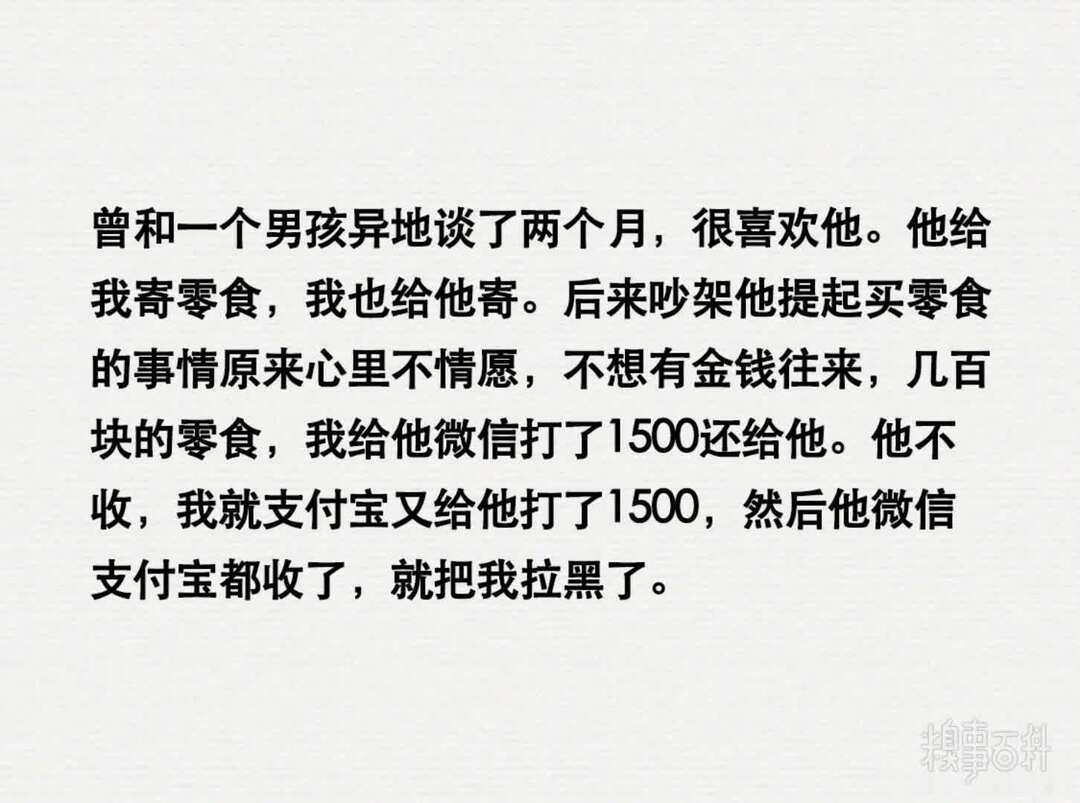 曾和一个男孩异地谈了两个月，很喜欢他。他给
我寄零食，我也给他寄。后来吵架他提起买零食
的事情原来心里不情愿，不想有金钱往来，几百
块的零食，我给他微信打了1500还给他。他不
收，我就支付宝又给他打了1500，然后他微信
支付宝都收了，就把我拉黑了。
糗事百科